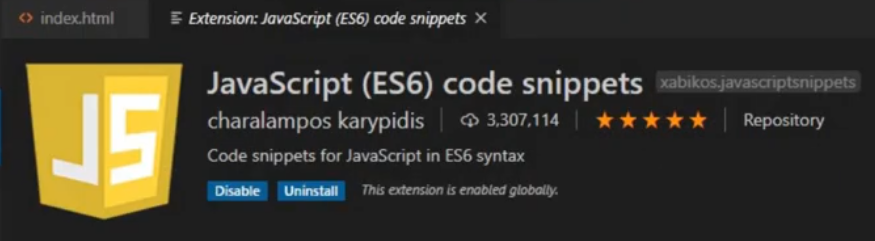 index.html Extension: JavaScript (ES6) code snippets
JS
JavaScript (ES6) code snippets xabikos.javascriptsnippets
charalampos karypidis 3,307,114 Repository
Code snippets for JavaScript in ES6 syntax
Disable Uninstall This extension is enabled globally.